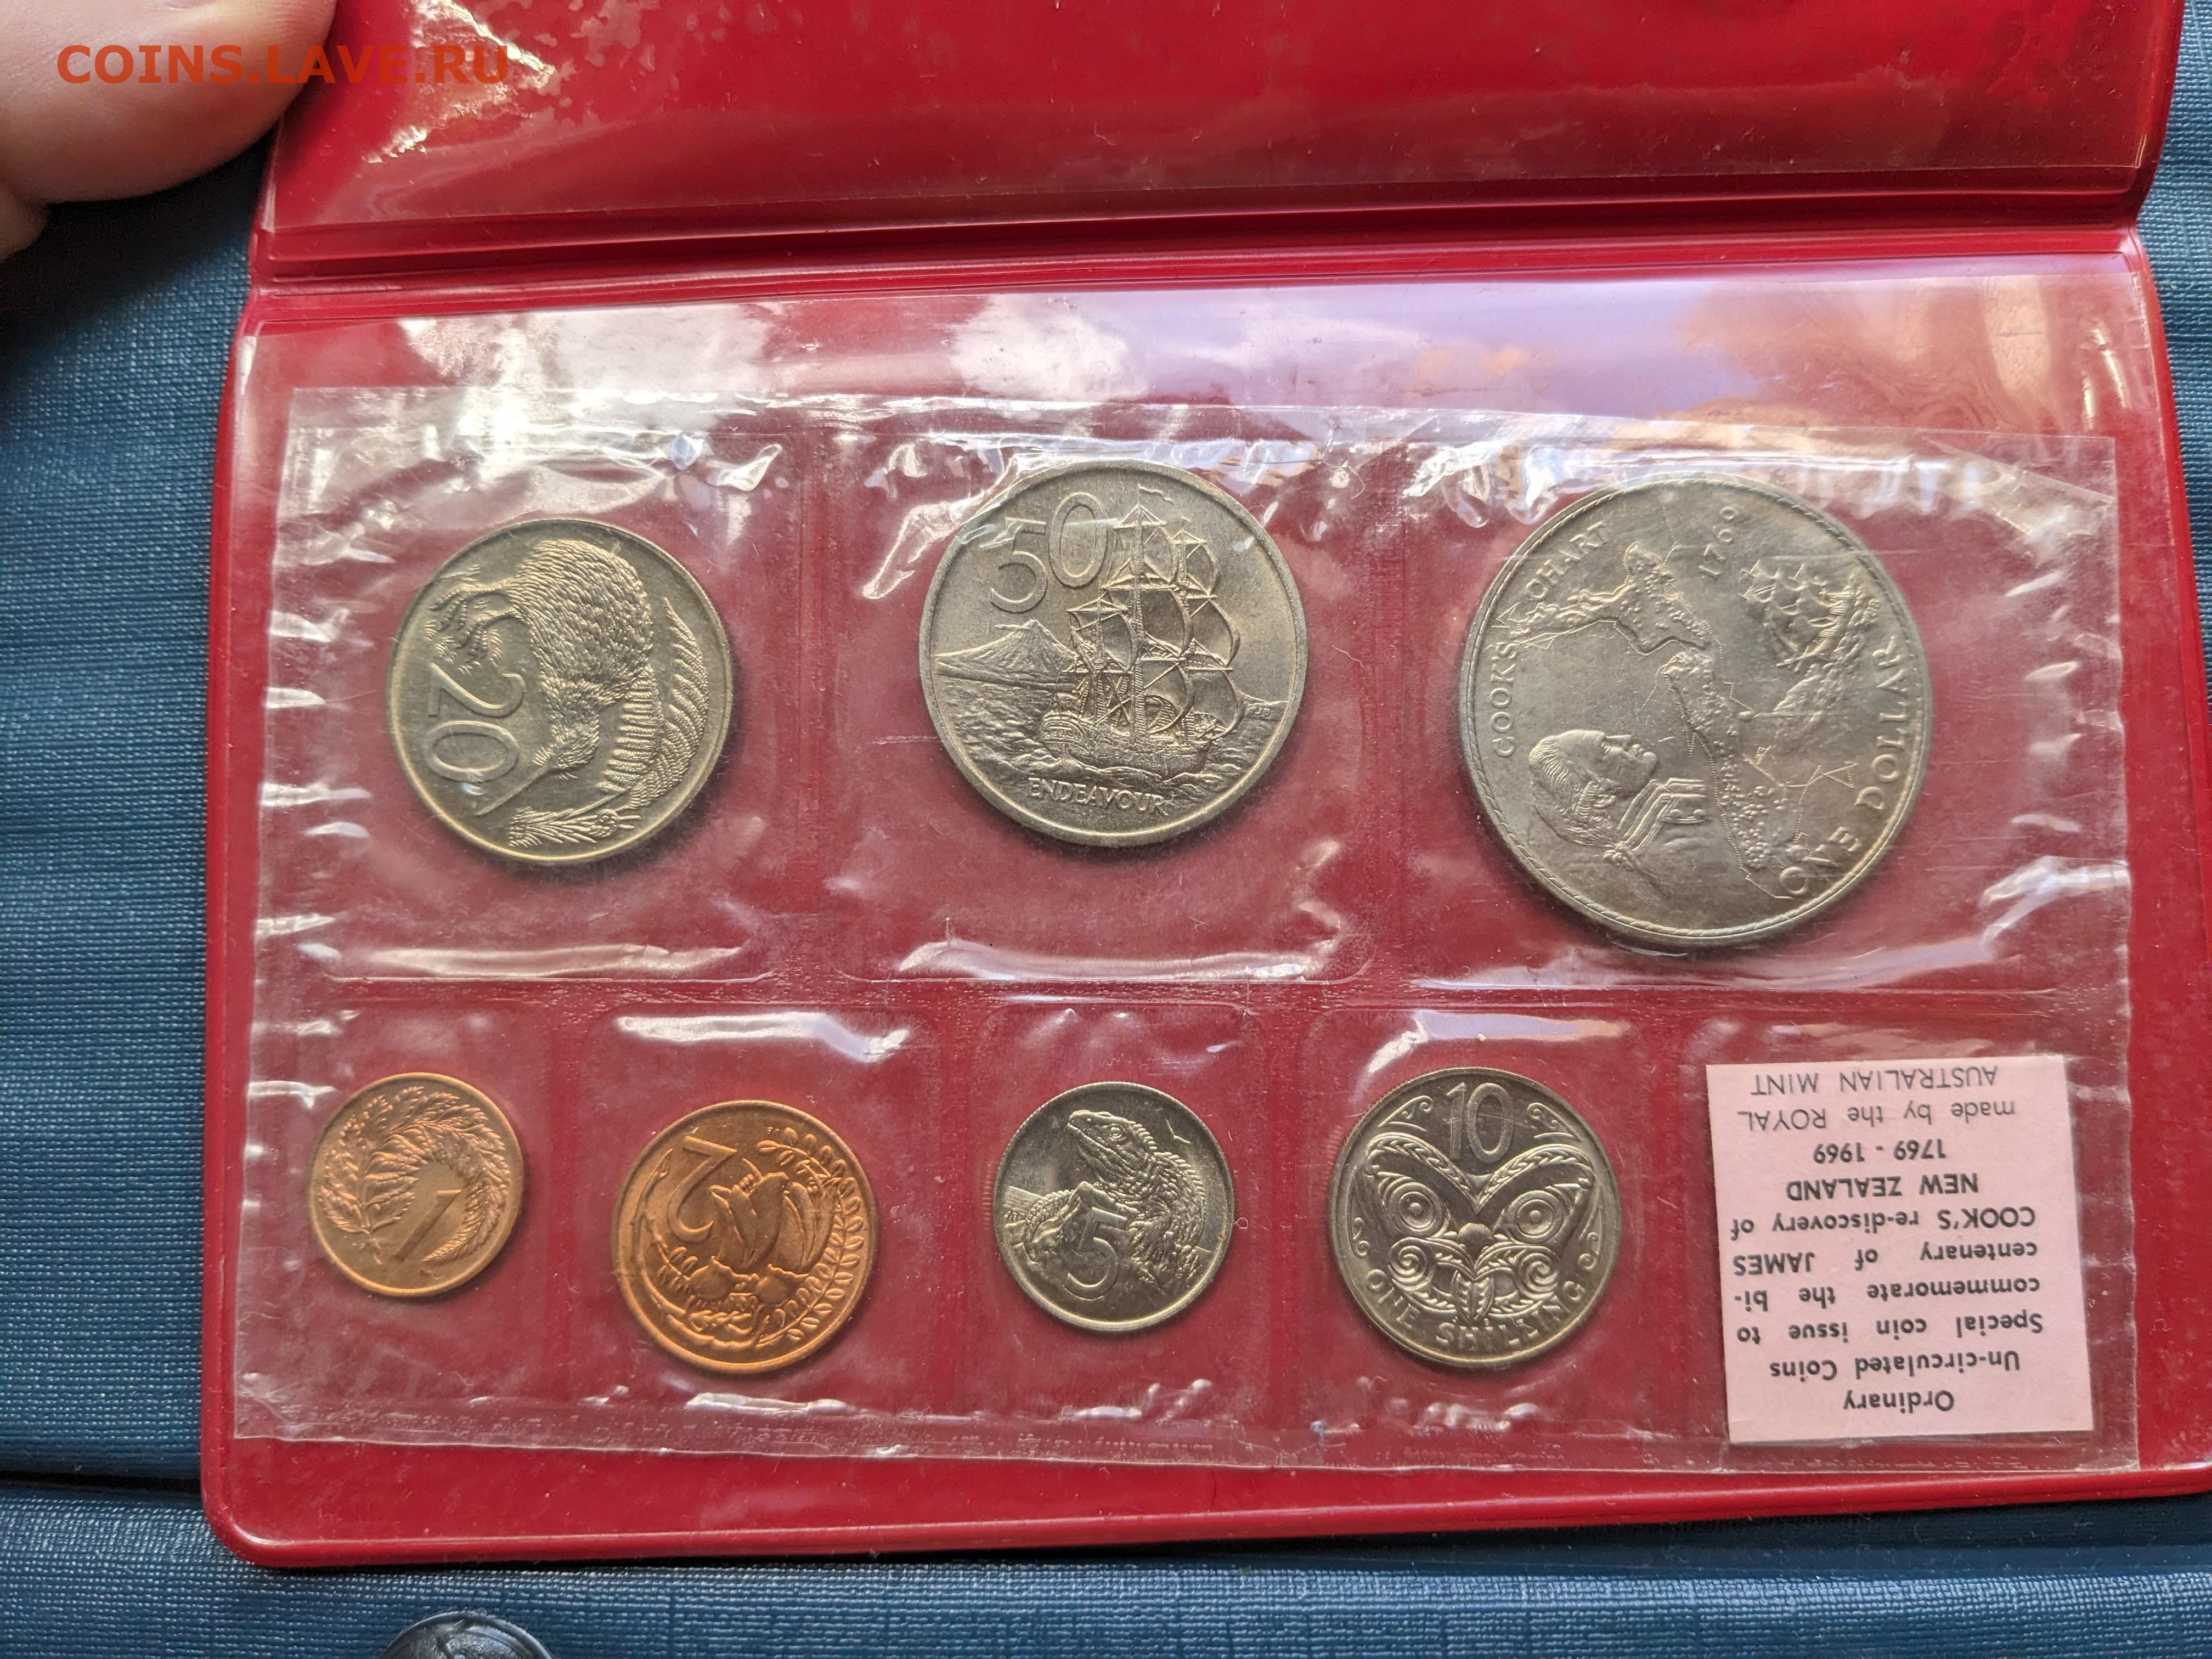 COINS.LAVE.RU
20
50
ENDEAVOUR
COOK'S CHART
1769
ONE DOLLAR
1
2
5
10
ONE SHILLING
Ordinary
Un-circulated Coins
Special coin issue to
commemorate the bi-
centenary of JAMES
COOK'S re-discovery of
NEW ZEALAND
1769 - 1969
made by the ROYAL
AUSTRALIAN MINT